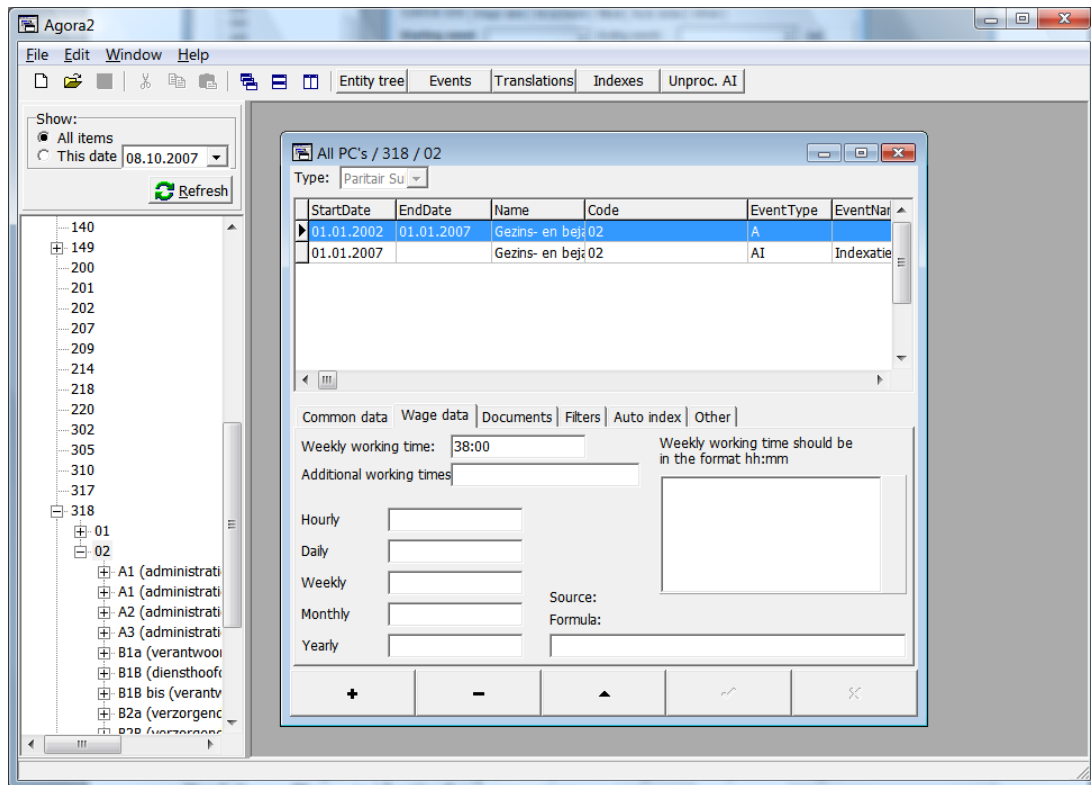 Agora2
File Edit Window Help
Entity tree Events Translations Indexes Unproc. AI
Show:
All items
This date 08.10.2007
Refresh
140
149
200
201
202
207
209
214
218
220
302
305
310
317
318
01
02
A1 (administrati
A1 (administrati
A2 (administrati
A3 (administrati
B1a (verantwoor
B1B (diensthoofd
B1B bis (verantw
B2a (verzorgend
B2B (verzorgend
All PC's / 318 / 02
Type: Paritair Su
StartDate EndDate Name Code EventType EventNar
01.01.2002 01.01.2007 Gezins- en beja 02 A
01.01.2007 Gezins- en beja 02 AI Indexatie
Common data Wage data Documents Filters Auto index Other
Weekly working time: 38:00
Additional working times
Weekly working time should be
in the format hh:mm
Hourly
Daily
Weekly
Monthly
Yearly
Source:
Formula: